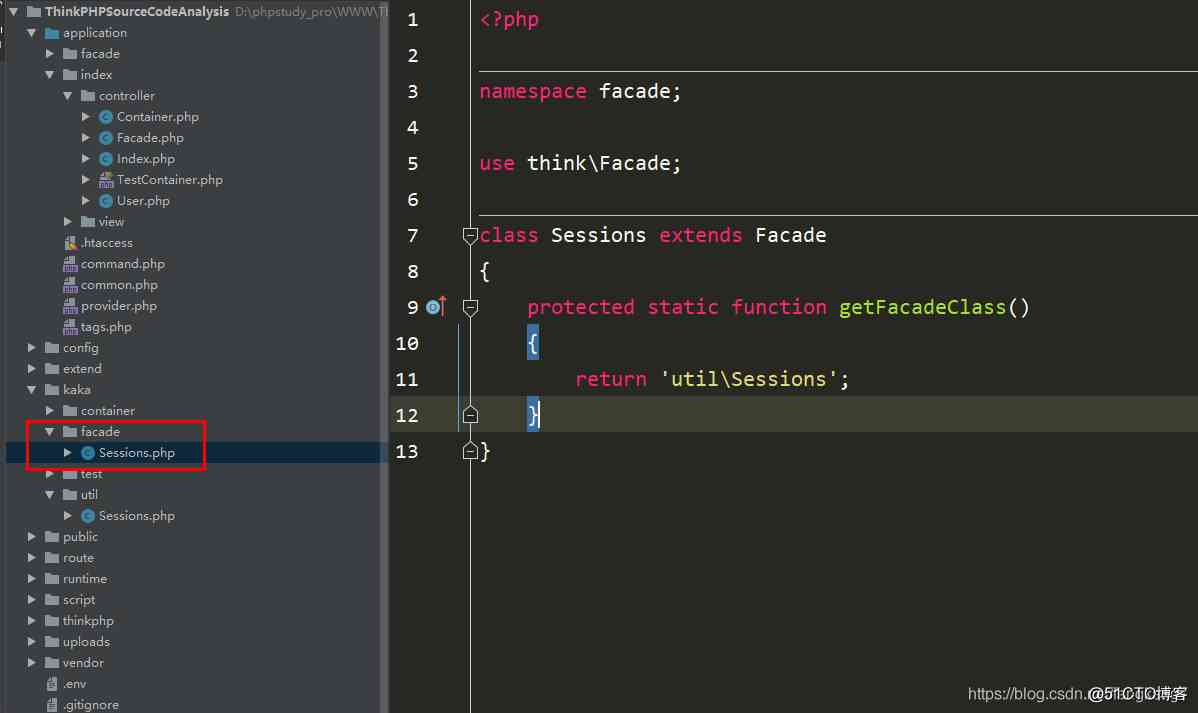 ThinkPHPSourceCodeAnalysis D:\phpstudy_pro\WWW\T
application
facade
index
controller
Container.php
Facade.php
Index.php
TestContainer.php
User.php
view
.htaccess
command.php
common.php
provider.php
tags.php
config
extend
kaka
container
facade
Sessions.php
test
util
Sessions.php
public
route
runtime
script
thinkphp
uploads
vendor
.env
.gitignore
1 <?php
2
3 namespace facade;
4
5 use think\Facade;
6
7 class Sessions extends Facade
8 {
9 protected static function getFacadeClass()
10 {
11 return 'util\Sessions';
12 }
13 }
https://blog.csdn.n
@51CTO博客